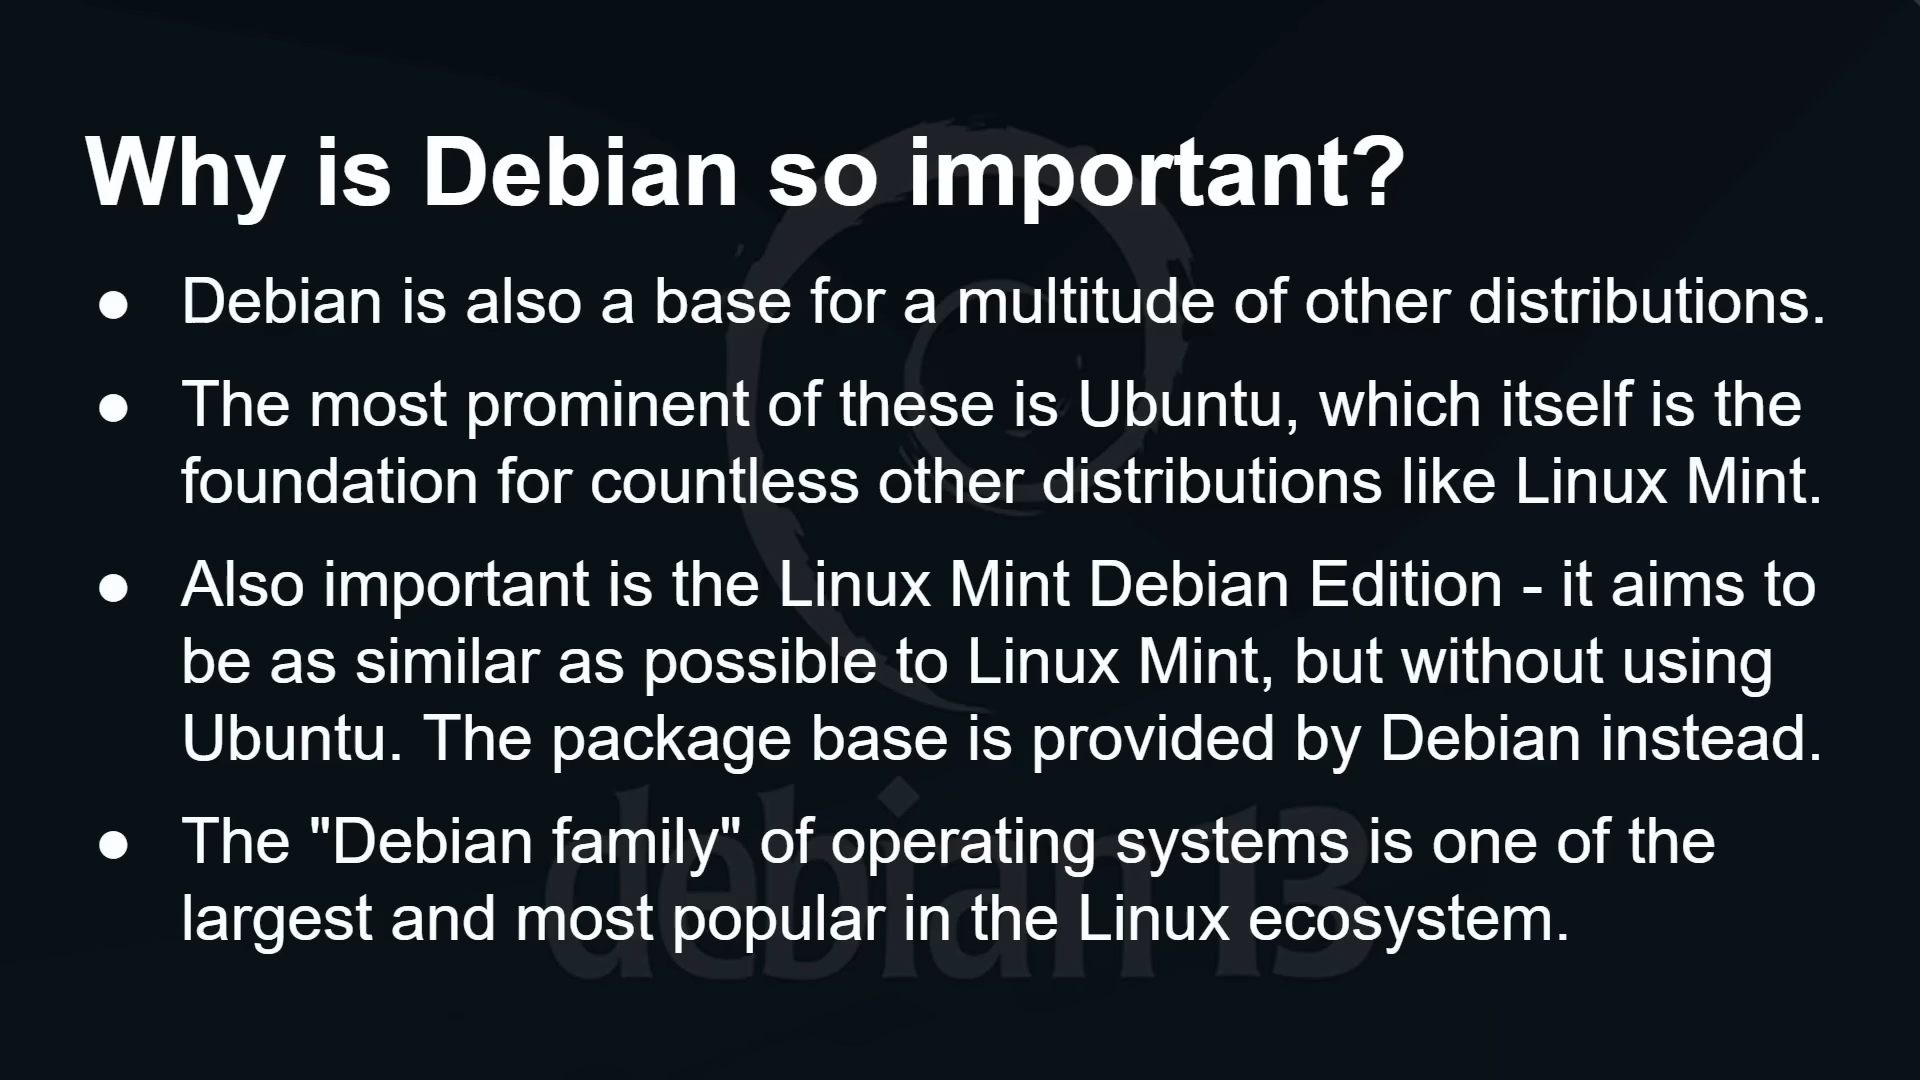 Why is Debian so important?
● Debian is also a base for a multitude of other distributions.
● The most prominent of these is Ubuntu, which itself is the
foundation for countless other distributions like Linux Mint.
● Also important is the Linux Mint Debian Edition - it aims to
be as similar as possible to Linux Mint, but without using
Ubuntu. The package base is provided by Debian instead.
● The "Debian family" of operating systems is one of the
largest and most popular in the Linux ecosystem.
debian 13